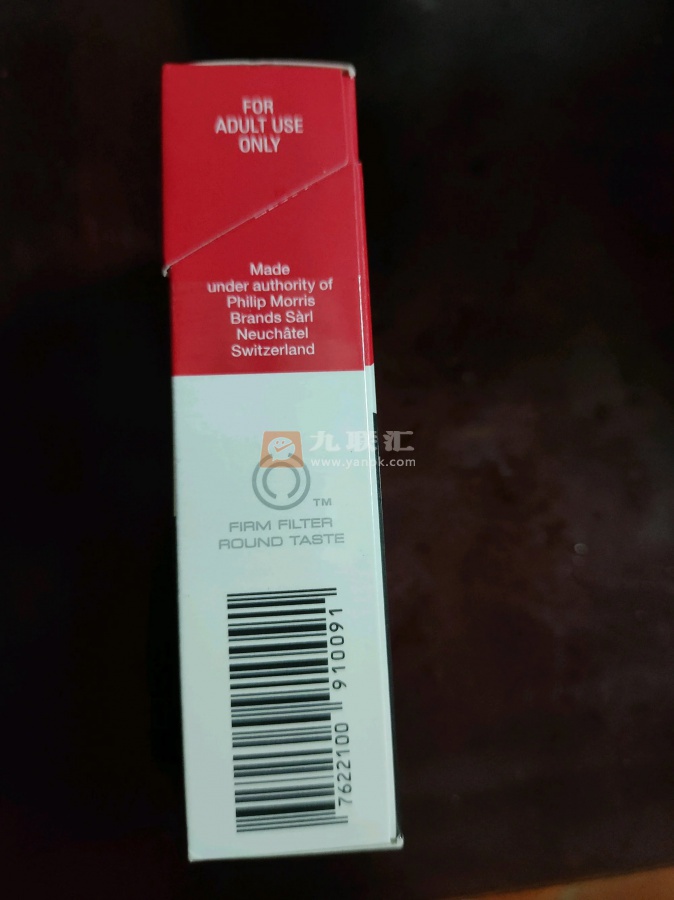 FOR
ADULT USE
ONLY
Made
under authority of
Philip Morris
Brands Sàrl
Neuchâtel
Switzerland
九联汇
www.yanpk.com
TM
FIRM FILTER
ROUND TASTE
7622100 910091